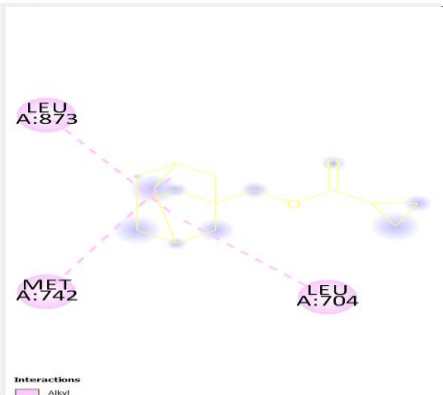 LEU
A:873
O
O
MET
A:742
LEU
A:704
Interactions
Alkyl